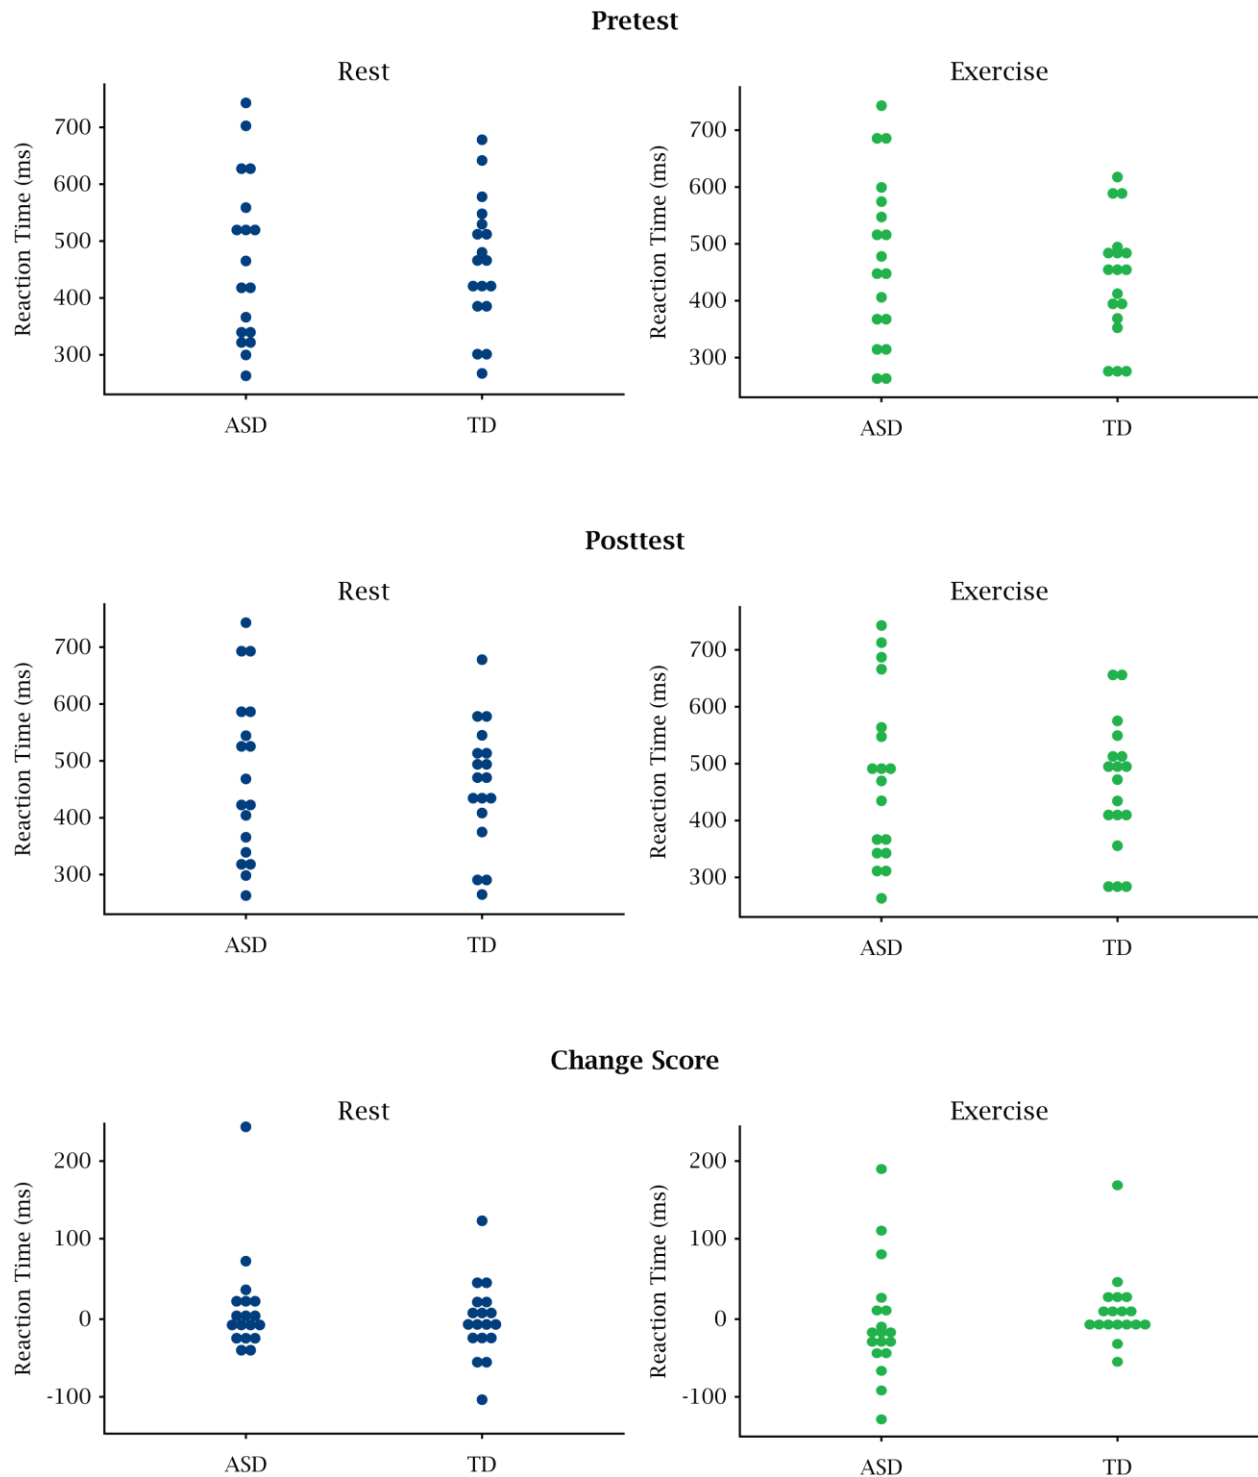 Pretest
Rest
Exercise
Reaction Time (ms)
700
600
500
400
300
ASD
TD
Reaction Time (ms)
700
600
500
400
300
ASD
TD
Posttest
Rest
Exercise
Reaction Time (ms)
700
600
500
400
300
ASD
TD
Reaction Time (ms)
700
600
500
400
300
ASD
TD
Change Score
Rest
Exercise
Reaction Time (ms)
200
100
0
-100
ASD
TD
Reaction Time (ms)
200
100
0
-100
ASD
TD